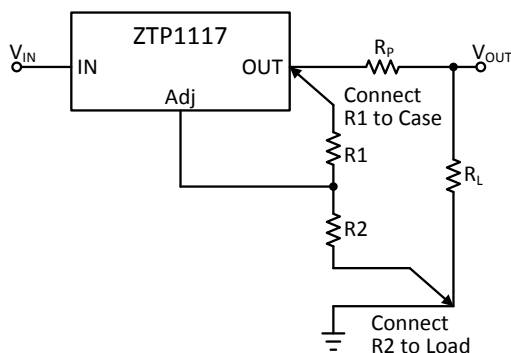 ZTP1117
V_IN
IN
OUT
Adj
R_P
V_OUT
Connect
R1 to Case
R1
R_L
R2
Connect
R2 to Load